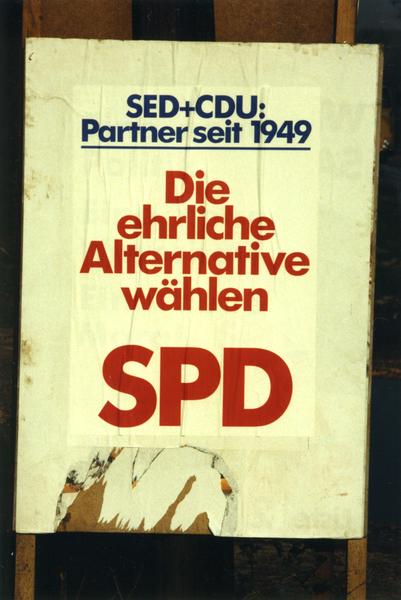 SED+CDU:
Partner seit 1949
Die
ehrliche
Alternative
wählen
SPD